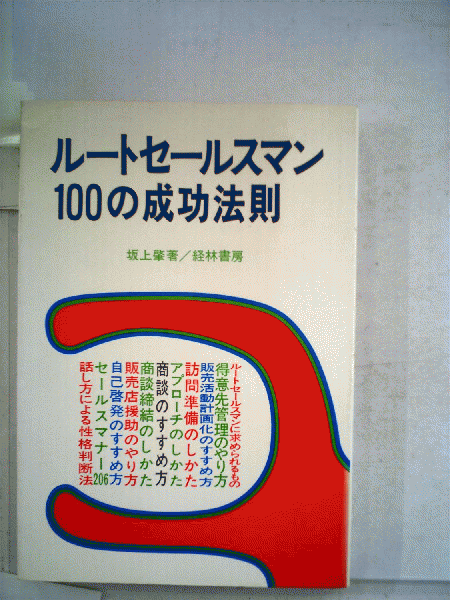 ルートセールスマン
100の成功法則
坂上肇著／経林書房
ルートセールスマンに求められるもの
得意先管理のやり方
販売活動計画化のすすめ方
訪問準備のしかた
アプローチのしかた
商談のすすめ方
商談締結のしかた
販売店援助のやり方
自己啓発のすすめ方
セールスマナー206
話し方による性格判断法